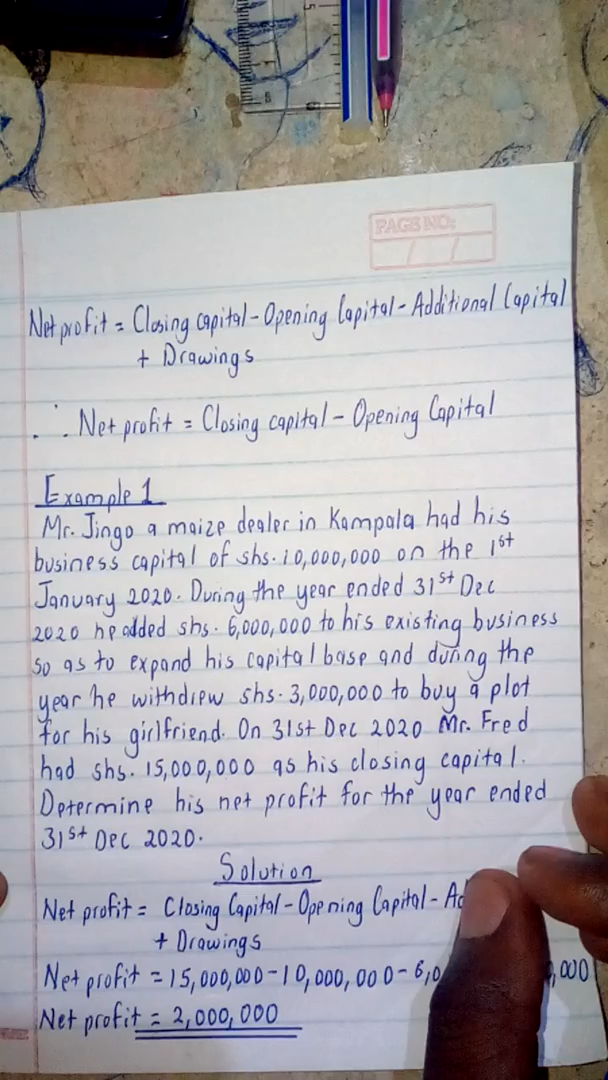 PAGE NO:
Net profit = Closing capital - Opening Capital - Additional Capital
+ Drawings
∴ Net profit = Closing capital - Opening Capital
Example 1
Mr. Jingo a maize dealer in Kampala had his
business capital of shs. 10,000,000 on the 1st
January 2020. During the year ended 31st Dec
2020 he added shs. 6,000,000 to his existing business
so as to expand his capital base and during the
year he withdrew shs. 3,000,000 to buy a plot
for his girlfriend. On 31st Dec 2020 Mr. Fred
had shs. 15,000,000 as his closing capital.
Determine his net profit for the year ended
31st Dec 2020.
Solution
Net profit = Closing Capital - Opening Capital -
+ Drawings
Net profit = 15,000,000 - 10,000,000 -
Net profit = 2,000,000